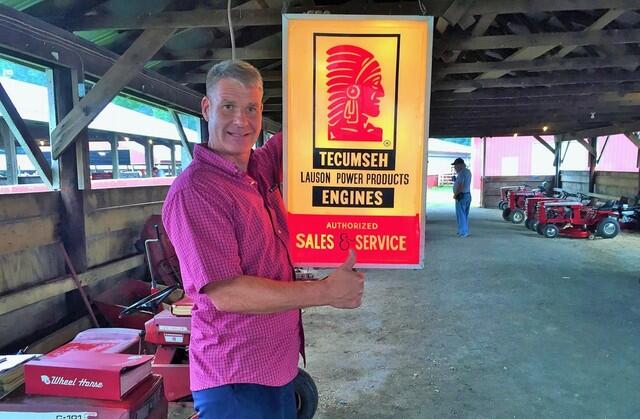 ®
TECUMSEH
LAUSON POWER PRODUCTS
ENGINES
AUTHORIZED
SALES & SERVICE
Wheel Horse